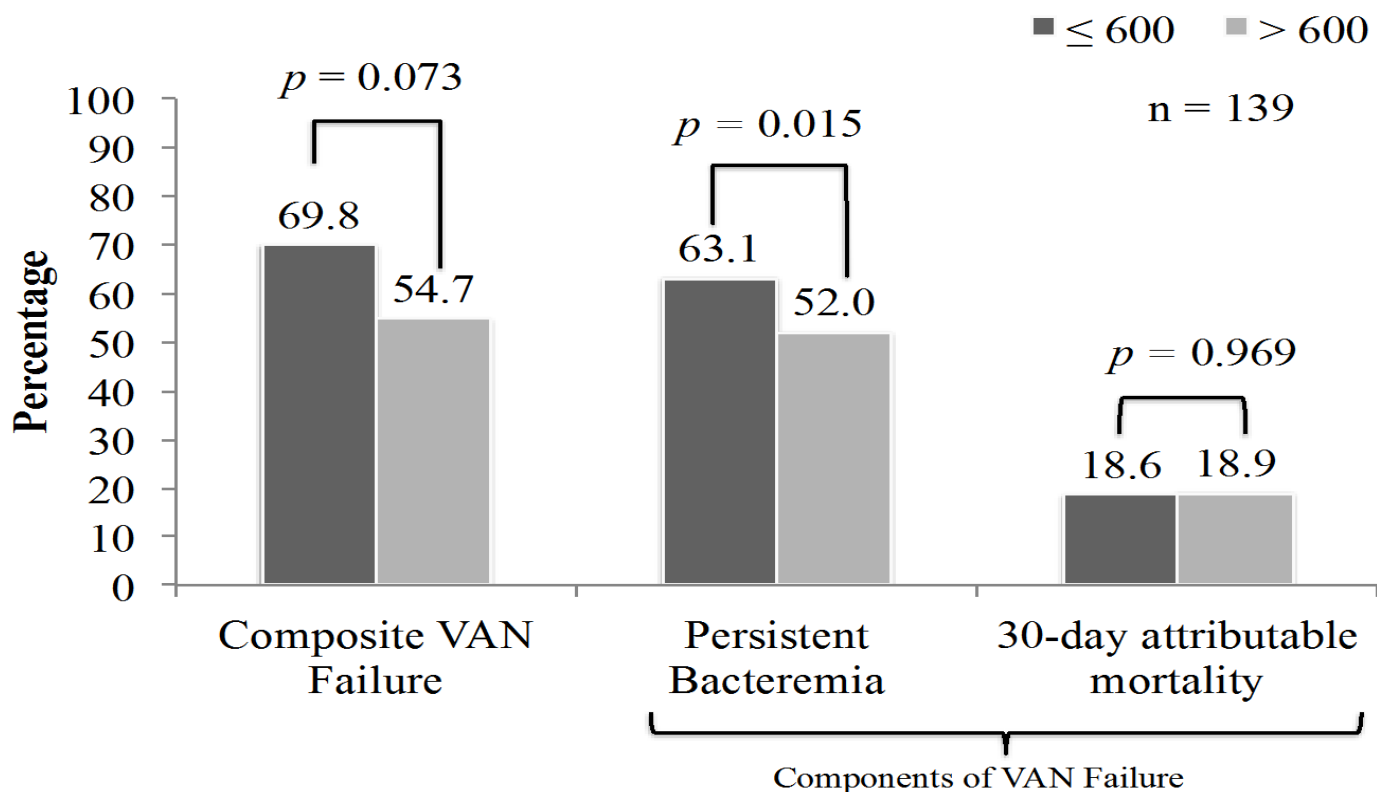 ≤ 600 > 600
n = 139
Percentage
100
90
80
70
60
50
40
30
20
10
0
p = 0.073
69.8
54.7
p = 0.015
63.1
52.0
p = 0.969
18.6 18.9
Composite VAN
Failure
Persistent
Bacteremia
30-day attributable
mortality
Components of VAN Failure